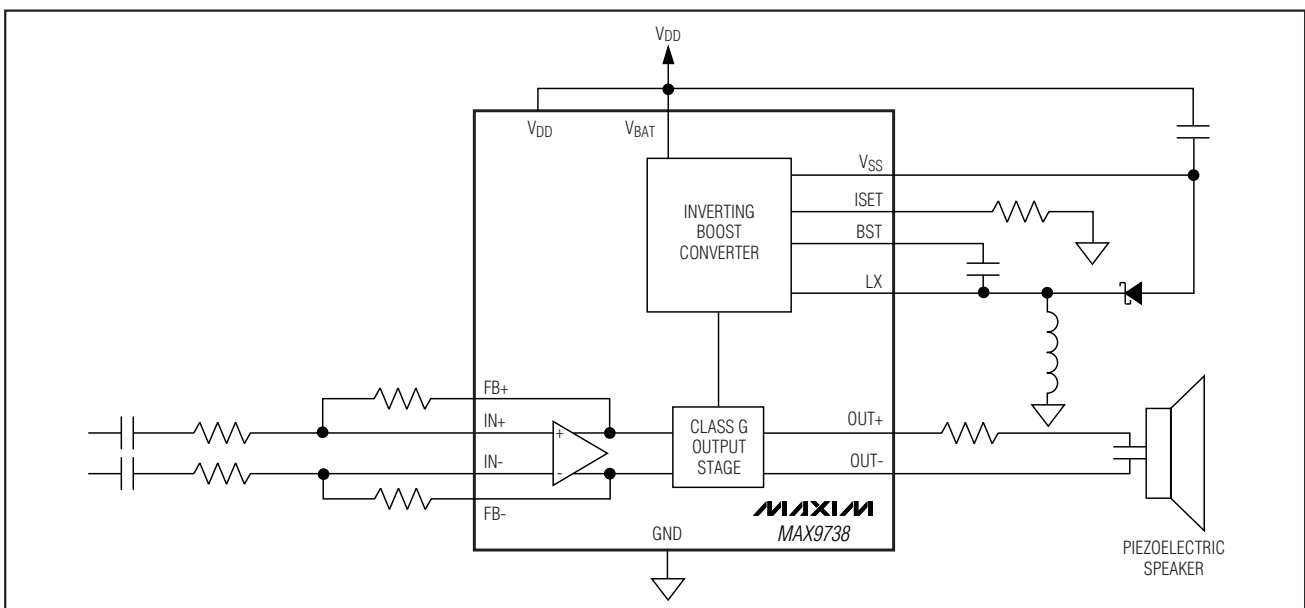 VDD
VDD
VBAT
VSS
ISET
BST
LX
INVERTING
BOOST
CONVERTER
FB+
IN+
IN-
FB-
+
-
CLASS G
OUTPUT
STAGE
OUT+
OUT-
MAXIM
MAX9738
GND
PIEZOELECTRIC
SPEAKER